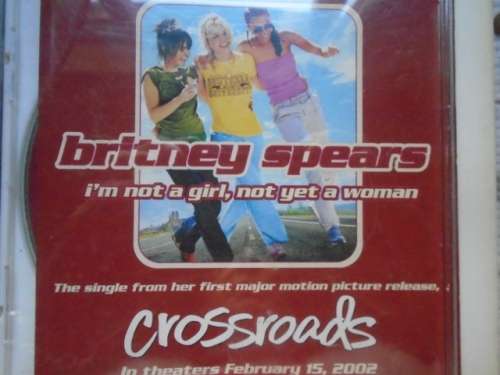 britney spears
i'm not a girl, not yet a woman
The single from her first major motion picture release,
crossroads
In theaters February 15, 2002